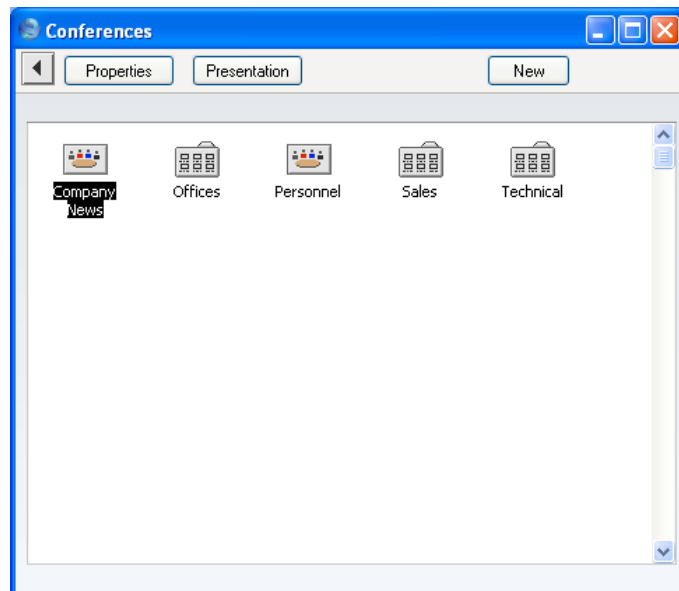 Conferences
Properties Presentation New
Company Offices Personnel Sales Technical
News